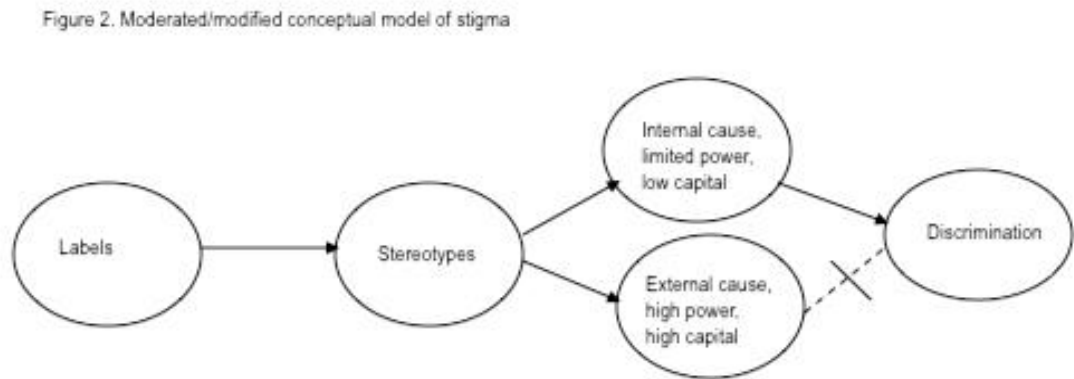 Figure 2. Moderated/modified conceptual model of stigma
Labels
Stereotypes
Internal cause,
limited power,
low capital
External cause,
high power,
high capital
Discrimination